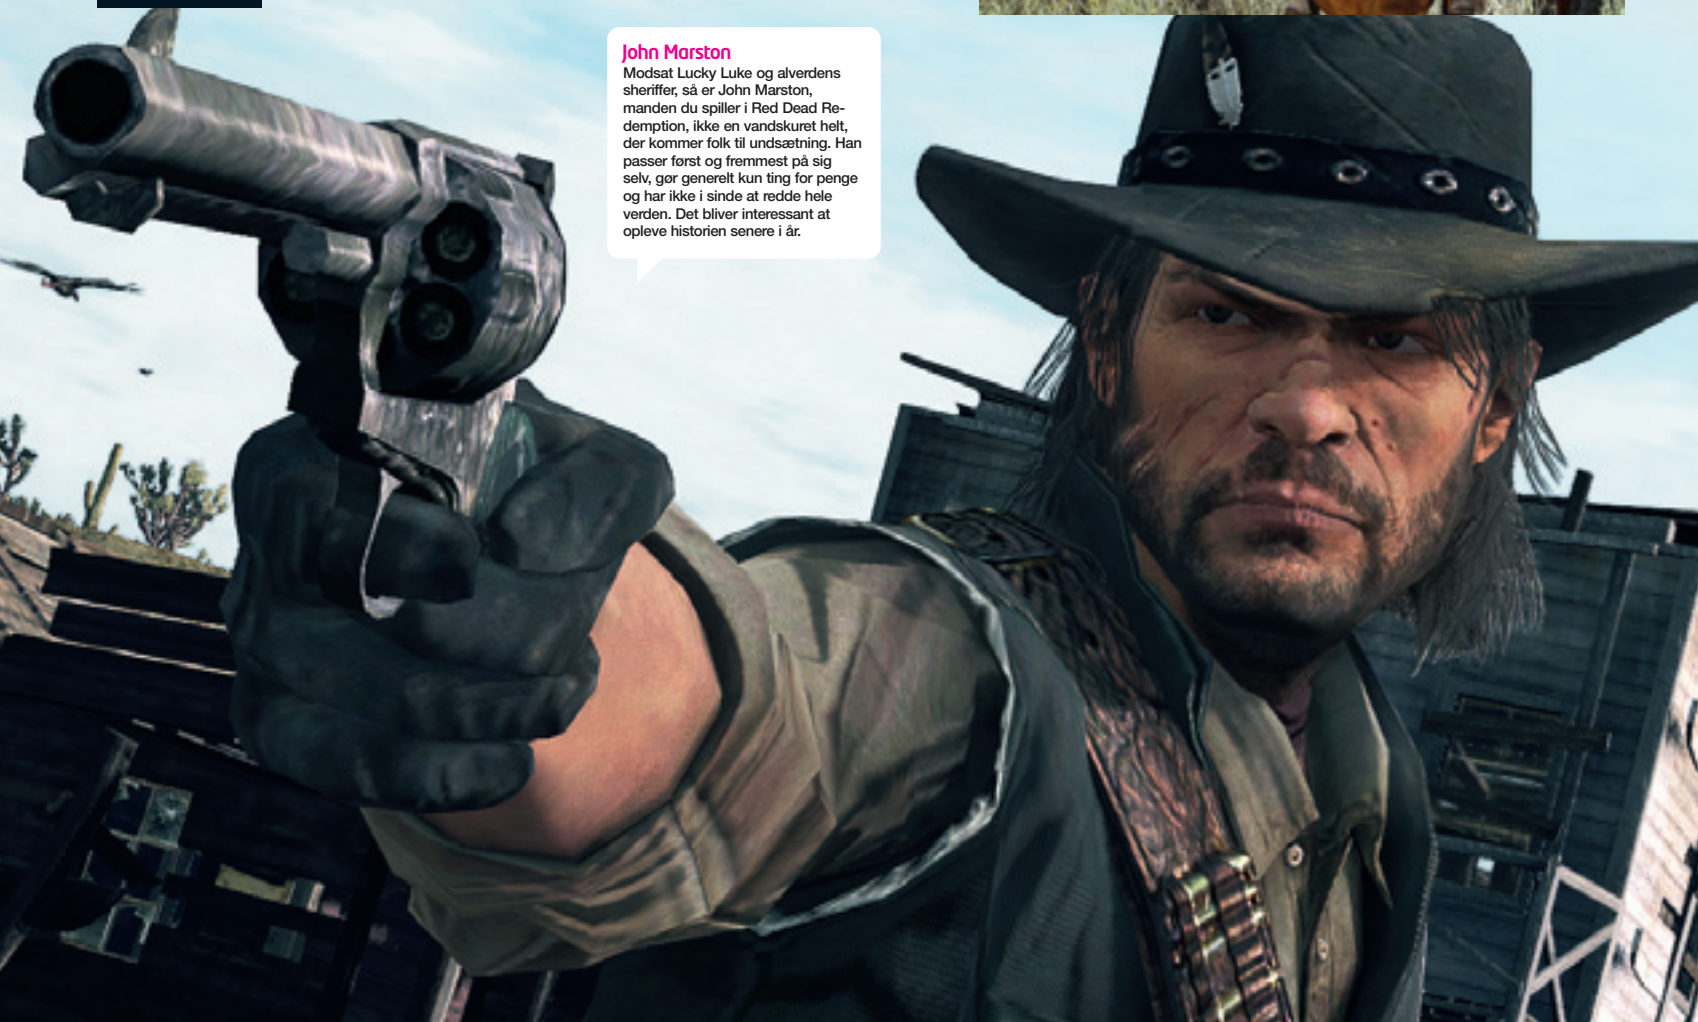 John Marston
Modsat Lucky Luke og alverdens
sheriffer, så er John Marston,
manden du spiller i Red Dead Re-
demption, ikke en vandskuret helt,
der kommer folk til undsætning. Han
passer først og fremmest på sig
selv, gør generelt kun ting for penge
og har ikke i sinde at redde hele
verden. Det bliver interessant at
opleve historien senere i år.